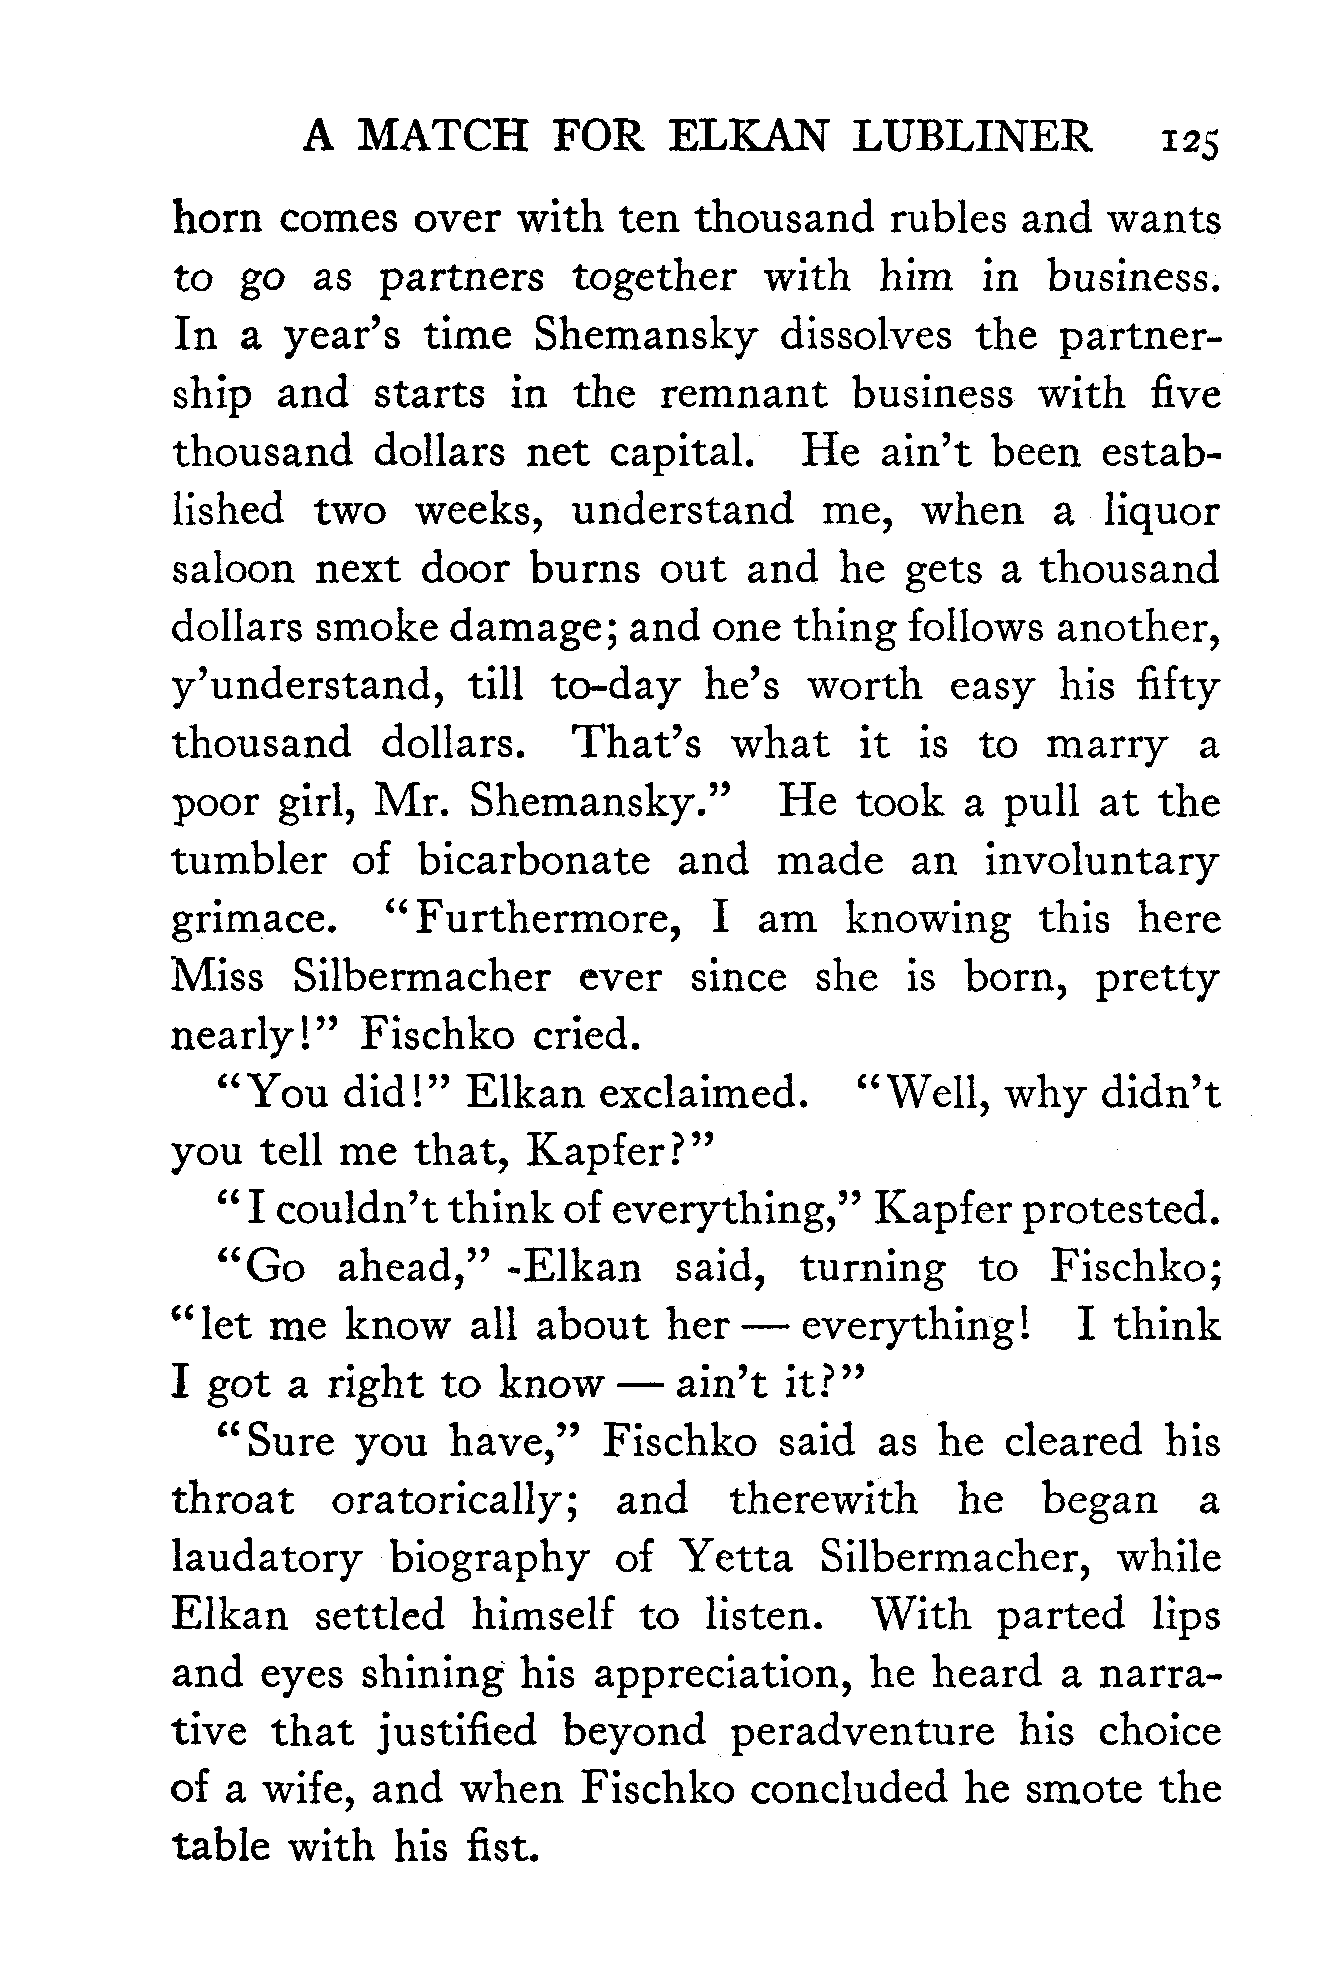 A MATCH FOR ELKAN LUBLINER 125
horn comes over with ten thousand rubles and wants
to go as partners together with him in business.
In a year’s time Shemansky dissolves the partner-
ship and starts in the remnant business with five
thousand dollars net capital. He ain’t been estab-
lished two weeks, understand me, when a liquor
saloon next door burns out and he gets a thousand
dollars smoke damage; and one thing follows another,
y’understand, till to-day he’s worth easy his fifty
thousand dollars. That’s what it is to marry a
poor girl, Mr. Shemansky.” He took a pull at the
tumbler of bicarbonate and made an involuntary
grimace. “Furthermore, I am knowing this here
Miss Silbermacher ever since she is born, pretty
nearly!” Fischko cried.
“You did!” Elkan exclaimed. “Well, why didn’t
you tell me that, Kapfer?”
“I couldn’t think of everything,” Kapfer protested.
“Go ahead,” -Elkan said, turning to Fischko;
“let me know all about her — everything! I think
I got a right to know — ain’t it?”
“Sure you have,” Fischko said as he cleared his
throat oratorically; and therewith he began a
laudatory biography of Yetta Silbermacher, while
Elkan settled himself to listen. With parted lips
and eyes shining his appreciation, he heard a narra-
tive that justified beyond peradventure his choice
of a wife, and when Fischko concluded he smote the
table with his fist.